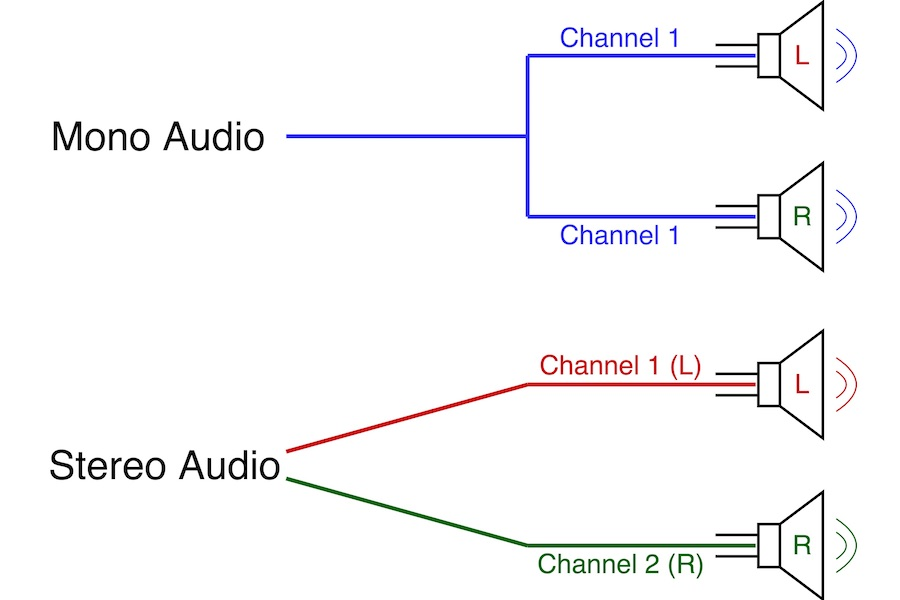 Channel 1
L
Mono Audio
R
Channel 1
Channel 1 (L)
L
Stereo Audio
R
Channel 2 (R)